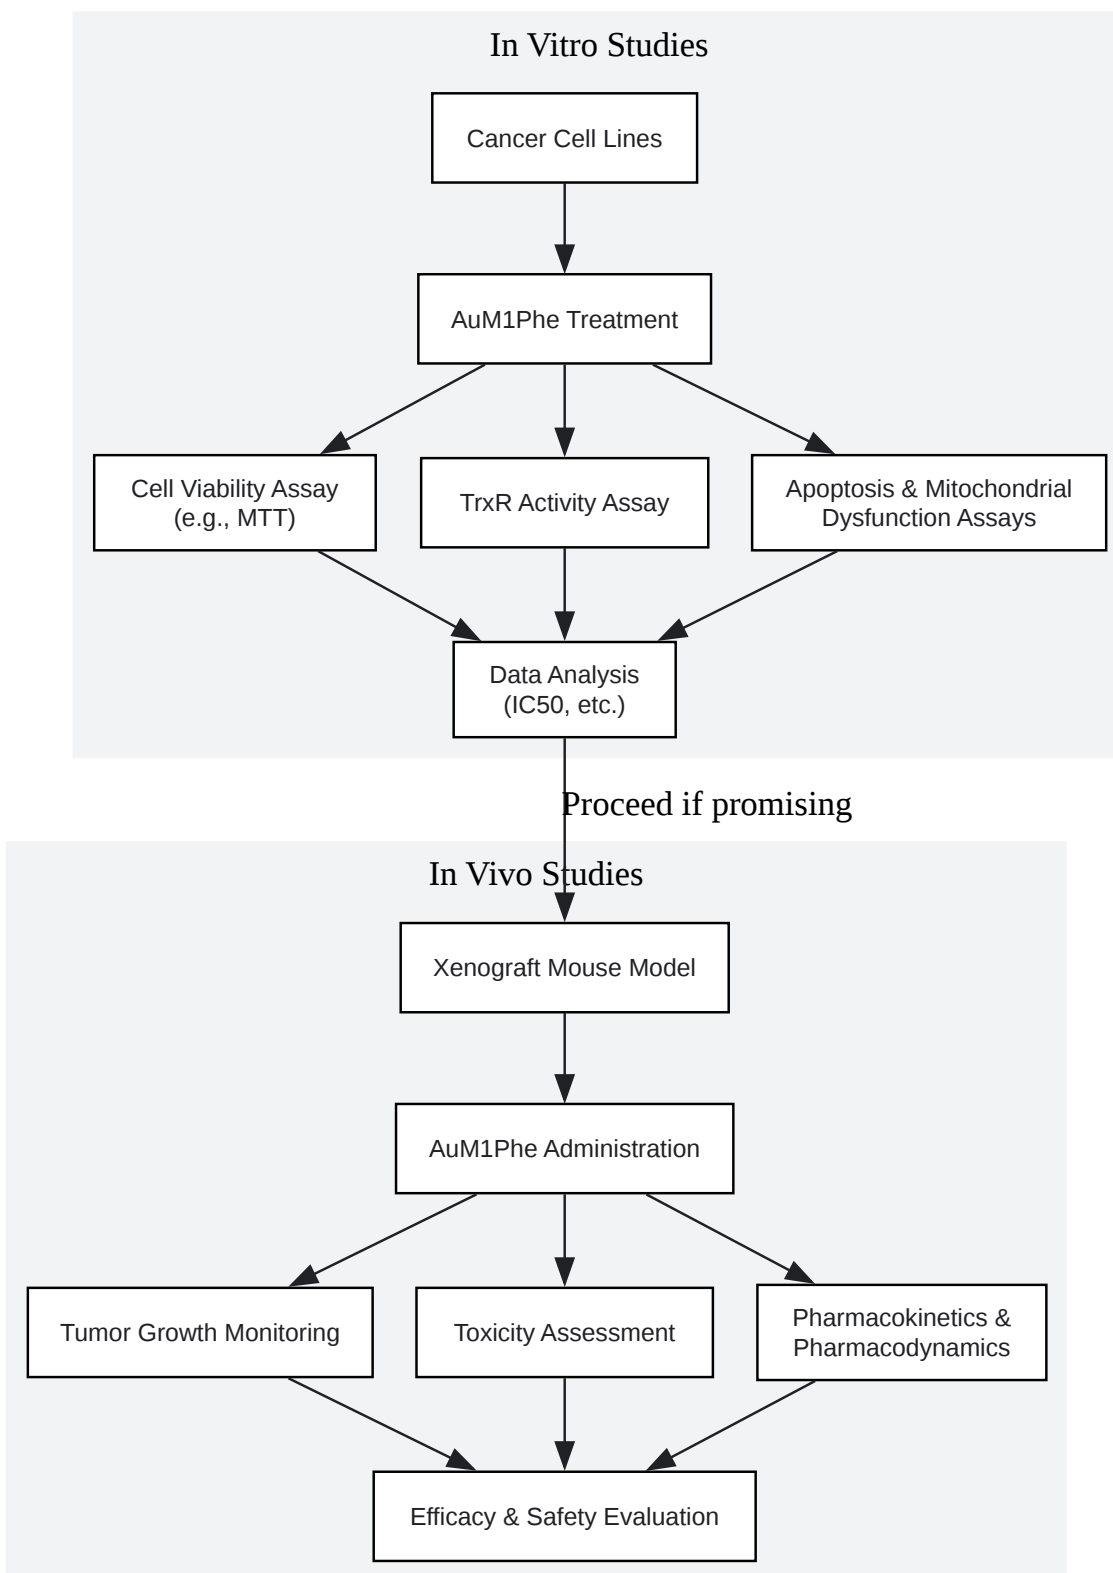 In Vitro Studies
Cancer Cell Lines
AuM1Phe Treatment
Cell Viability Assay
(e.g., MTT)
TrxR Activity Assay
Apoptosis & Mitochondrial
Dysfunction Assays
Data Analysis
(IC50, etc.)
Proceed if promising
In Vivo Studies
Xenograft Mouse Model
AuM1Phe Administration
Tumor Growth Monitoring
Toxicity Assessment
Pharmacokinetics &
Pharmacodynamics
Efficacy & Safety Evaluation